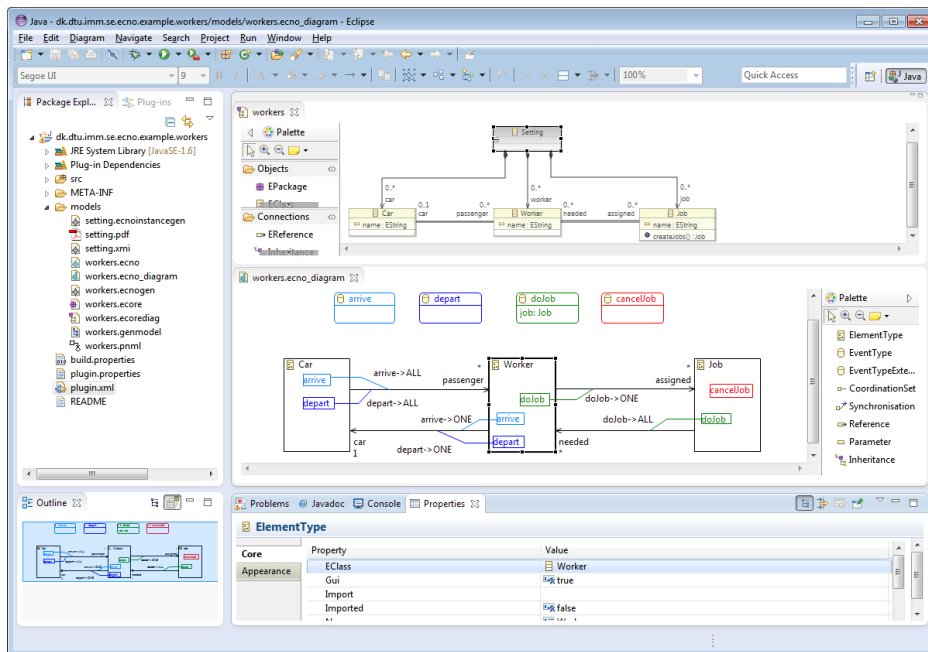 Java - dk.dtu.imm.se.ecno.example.workers/models/workers.ecno_diagram - Eclipse
File Edit Diagram Navigate Search Project Run Window Help
Segoe UI 9 100% Quick Access Java
Package Expl... Plug-ins
dk.dtu.imm.se.ecno.example.workers
JRE System Library [JavaSE-1.6]
Plug-in Dependencies
src
META-INF
models
setting.ecnoinstancegen
setting.pdf
setting.xmi
workers.ecno
workers.ecno_diagram
workers.ecnogen
workers.ecore
workers.ecorediag
workers.genmodel
workers.pnml
build.properties
plugin.properties
plugin.xml
README
workers
Palette
Objects
EPackage
EClass
Connections
EReference
Inheritance
Setting
0..* 0..* 0..*
car worker job
0..1 0..* 0..* 0..*
Car car passenger Worker needed assigned Job
name : EString name : EString name : EString
createJobs() : Job
workers.ecno_diagram
arrive depart doJob cancelJob
job: Job
Car * Worker * Job
arrive arrive->ALL passenger assigned cancelJob
depart depart->ALL doJob doJob->ONE doJob
arrive->ONE arrive doJob->ALL
car depart needed
1 depart->ONE *
Palette
ElementType
EventType
EventTypeExte...
CoordinationSet
Synchronisation
Reference
Parameter
Inheritance
Outline
Problems Javadoc Console Properties
ElementType
Core
Appearance
Property Value
EClass Worker
Gui true
Import
Imported false